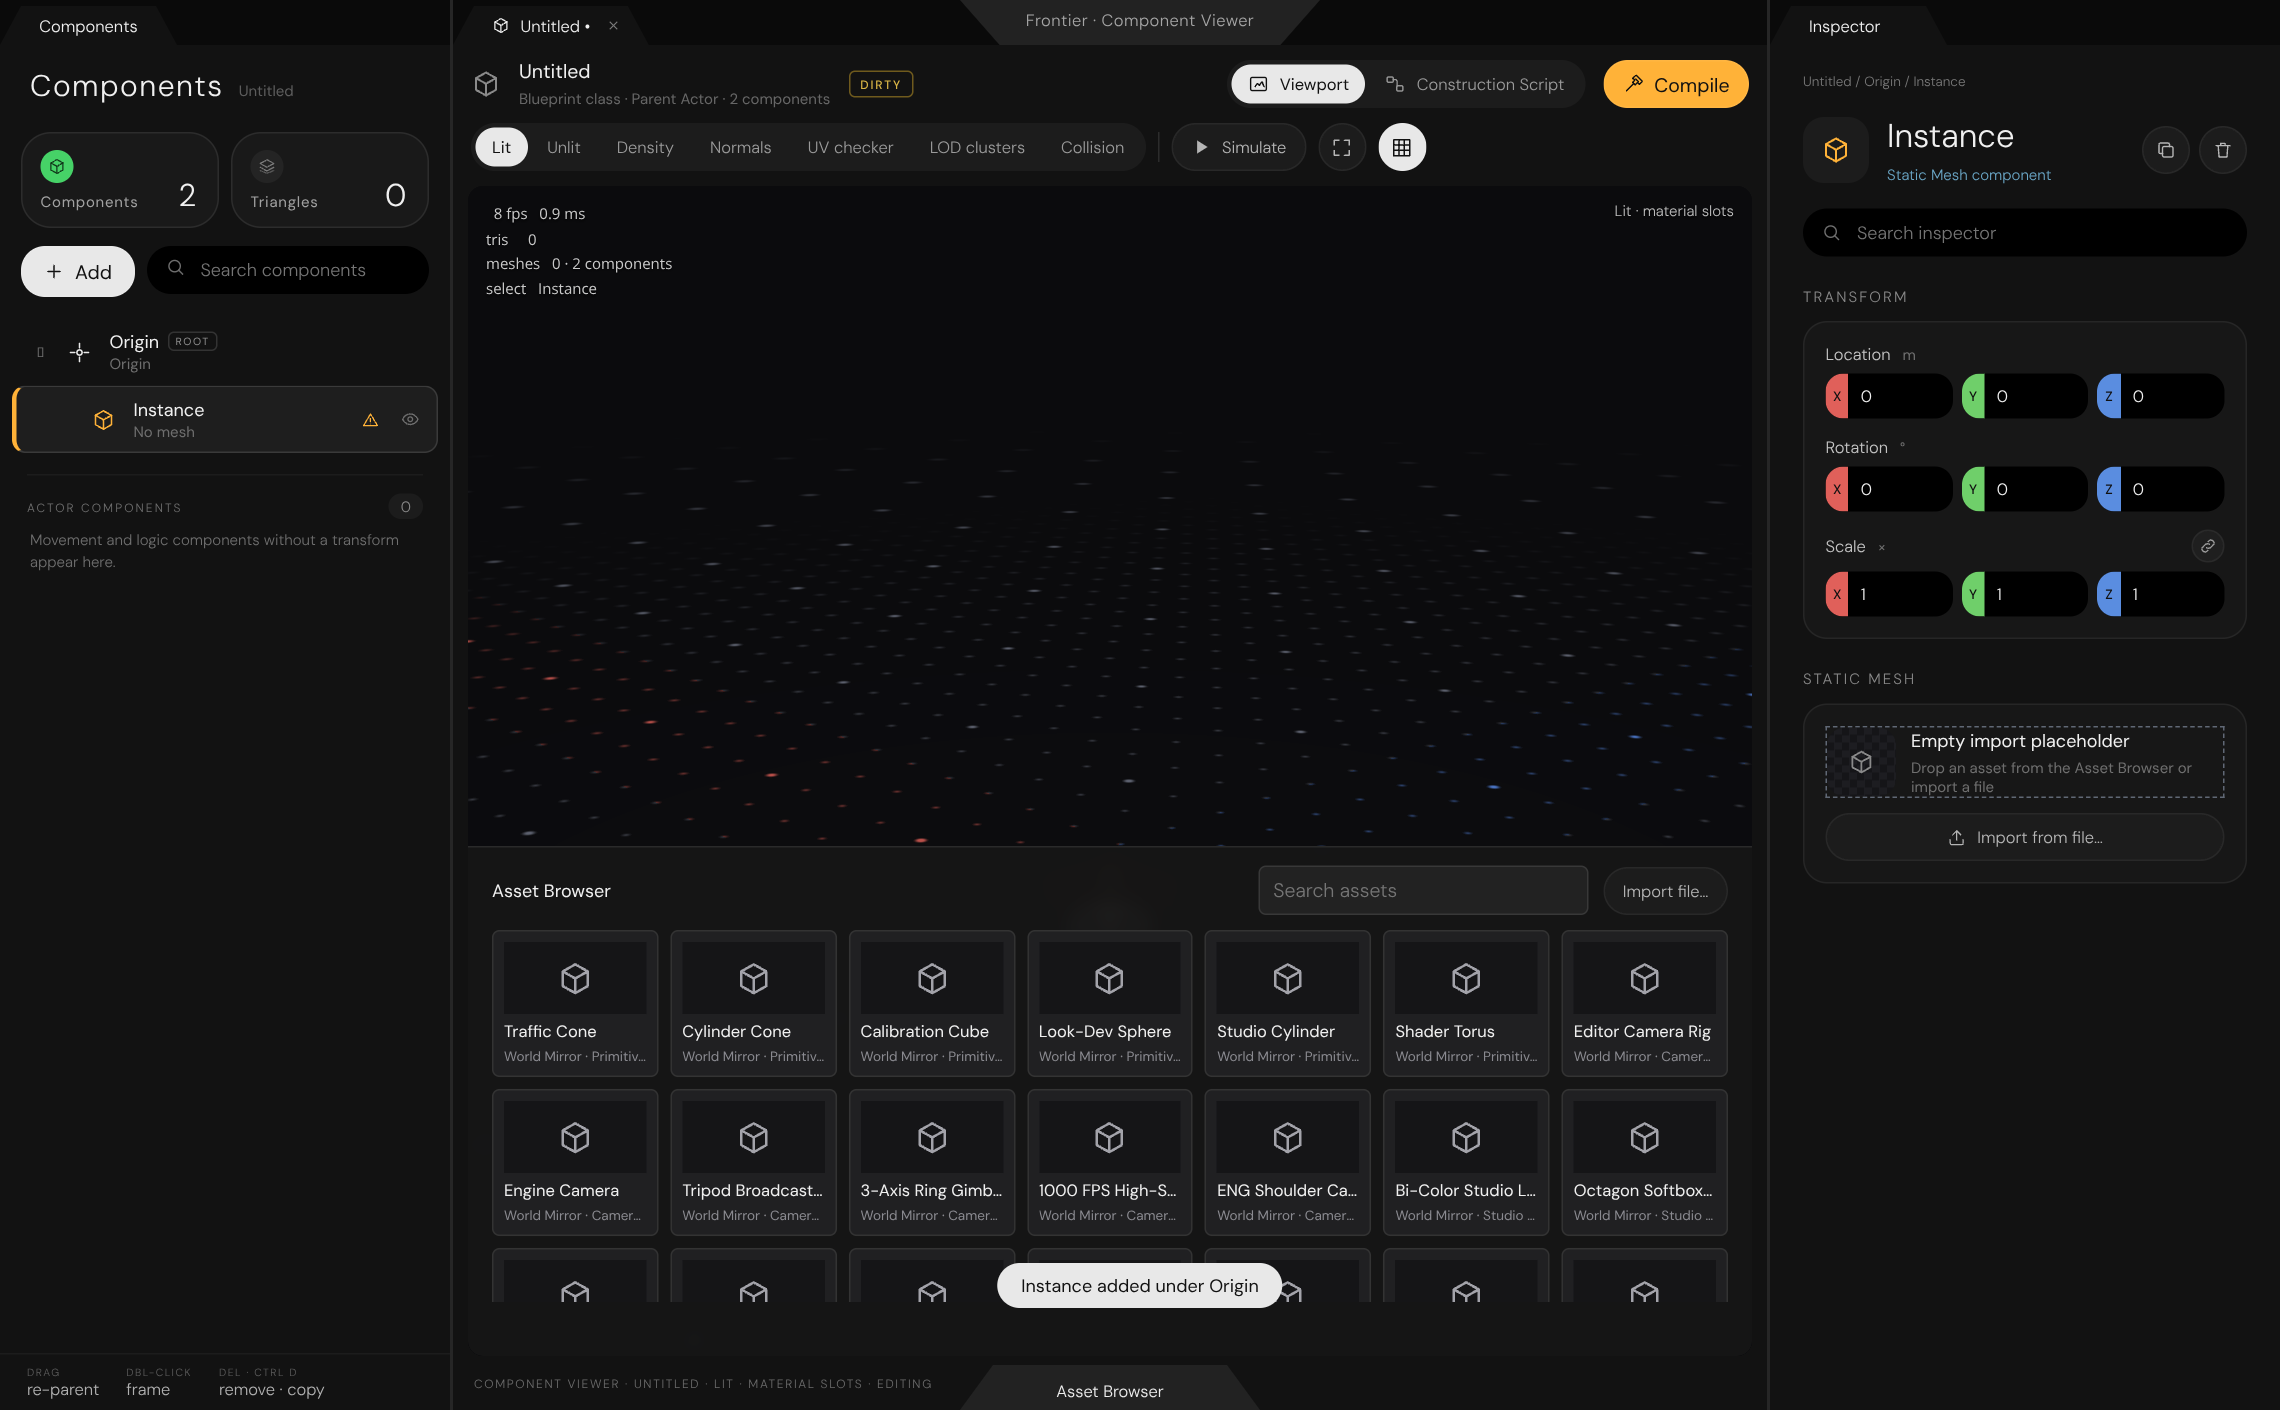 Components
Untitled •
Frontier · Component Viewer
Inspector
Components Untitled
Components 2
Triangles 0
Add
Search components
Origin ROOT
Origin
Instance
No mesh
ACTOR COMPONENTS 0
Movement and logic components without a transform
appear here.
DRAG
re-parent
DBL-CLICK
frame
DEL · CTRL D
remove · copy
Untitled
Blueprint class · Parent Actor · 2 components
DIRTY
Viewport
Construction Script
Compile
Lit
Unlit
Density
Normals
UV checker
LOD clusters
Collision
Simulate
8 fps 0.9 ms
tris 0
meshes 0 · 2 components
select Instance
Lit · material slots
Asset Browser
Search assets
Import file…
Traffic Cone
World Mirror · Primitiv…
Cylinder Cone
World Mirror · Primitiv…
Calibration Cube
World Mirror · Primitiv…
Look-Dev Sphere
World Mirror · Primitiv…
Studio Cylinder
World Mirror · Primitiv…
Shader Torus
World Mirror · Primitiv…
Editor Camera Rig
World Mirror · Camer…
Engine Camera
World Mirror · Camer…
Tripod Broadcast…
World Mirror · Camer…
3-Axis Ring Gimb…
World Mirror · Camer…
1000 FPS High-S…
World Mirror · Camer…
ENG Shoulder Ca…
World Mirror · Camer…
Bi-Color Studio L…
World Mirror · Studio …
Octagon Softbox…
World Mirror · Studio …
Instance added under Origin
COMPONENT VIEWER · UNTITLED · LIT · MATERIAL SLOTS · EDITING
Asset Browser
Untitled / Origin / Instance
Instance
Static Mesh component
Search inspector
TRANSFORM
Location m
X 0 Y 0 Z 0
Rotation °
X 0 Y 0 Z 0
Scale ×
X 1 Y 1 Z 1
STATIC MESH
Empty import placeholder
Drop an asset from the Asset Browser or
import a file
Import from file…